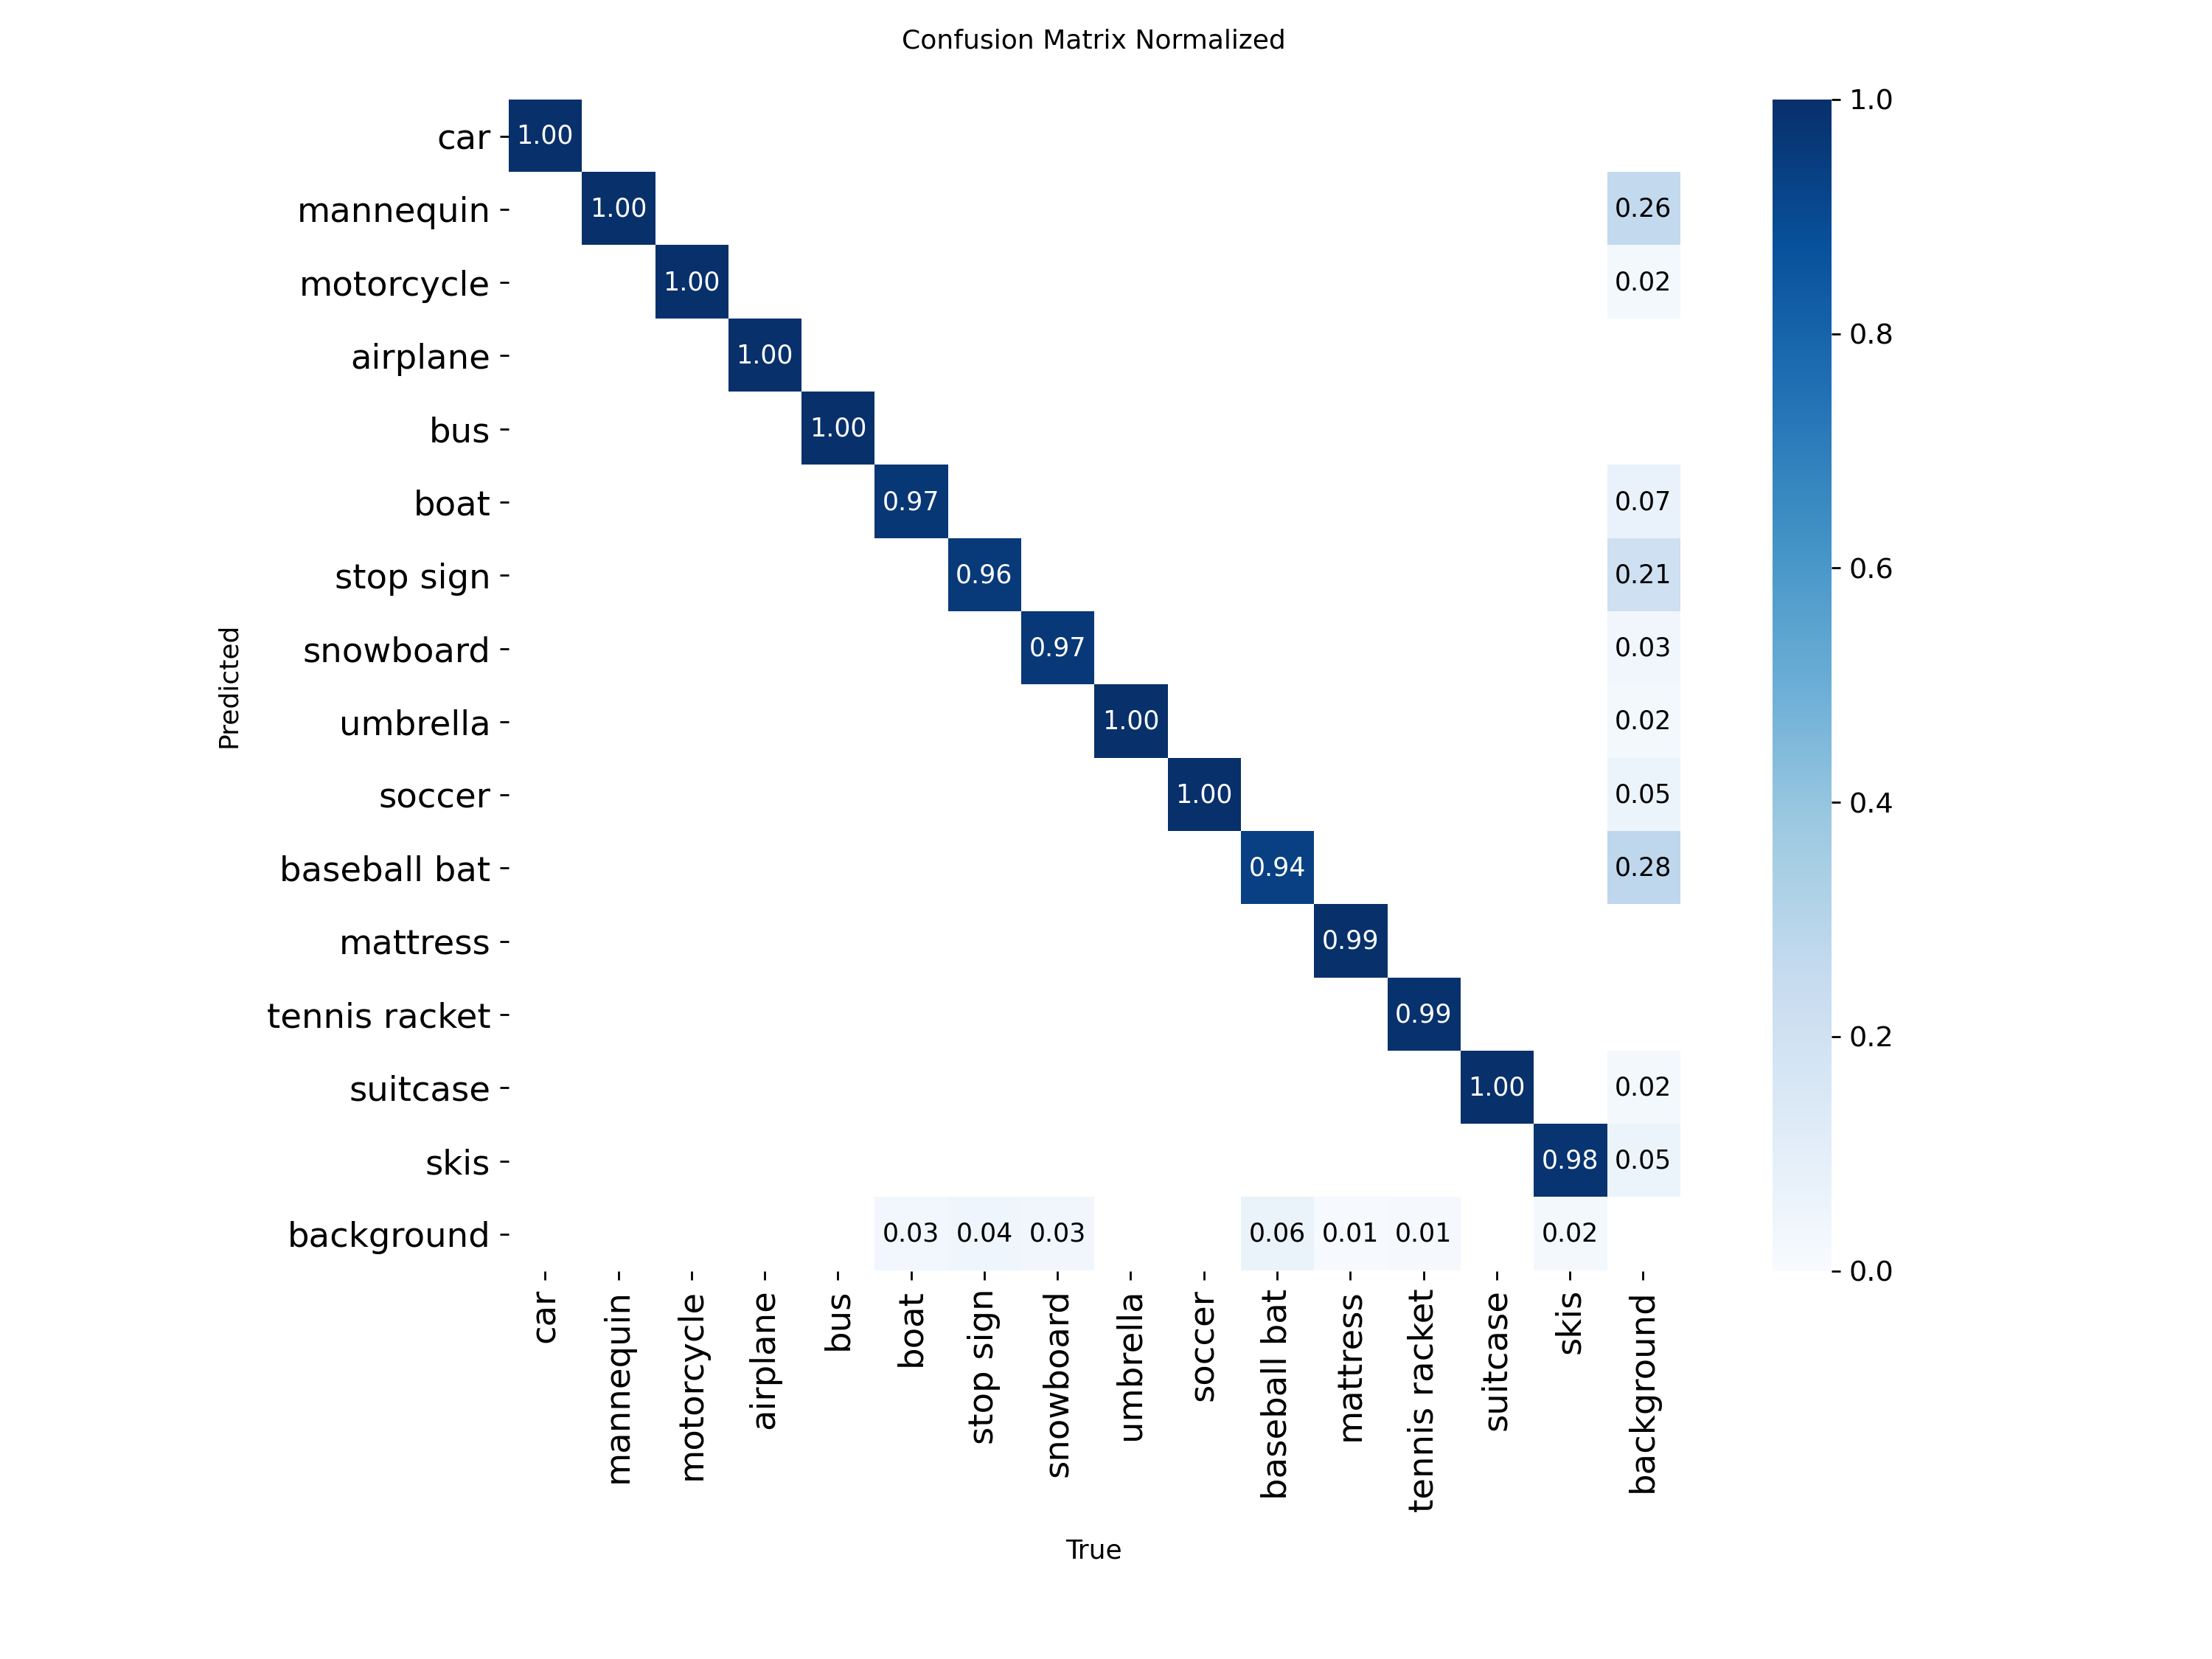 Confusion Matrix Normalized
car 1.00 1.0
mannequin 1.00 0.26
motorcycle 1.00 0.02
0.8
airplane 1.00
bus 1.00
boat 0.97 0.07
stop sign 0.96 0.21
0.6
snowboard 0.97 0.03
Predicted
umbrella 1.00 0.02
soccer 1.00 0.05
0.4
baseball bat 0.94 0.28
mattress 0.99
tennis racket 0.99
0.2
suitcase 1.00 0.02
skis 0.98 0.05
background 0.03 0.04 0.03 0.06 0.01 0.01 0.02
0.0
car
mannequin
motorcycle
airplane
bus
boat
stop sign
snowboard
umbrella
soccer
baseball bat
mattress
tennis racket
suitcase
skis
background
True